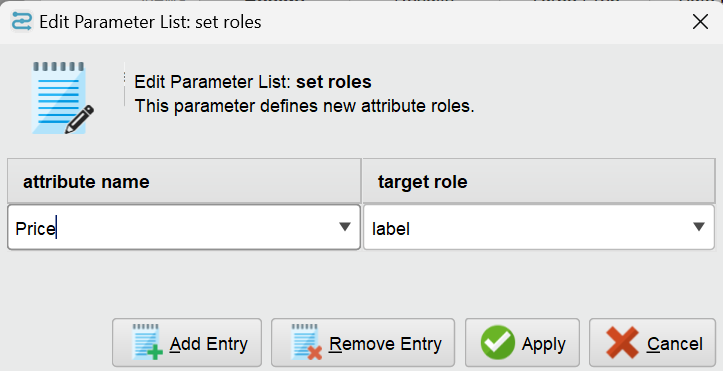 Edit Parameter List: set roles
Edit Parameter List: set roles
This parameter defines new attribute roles.
attribute name target role
Price label
Add Entry Remove Entry Apply Cancel